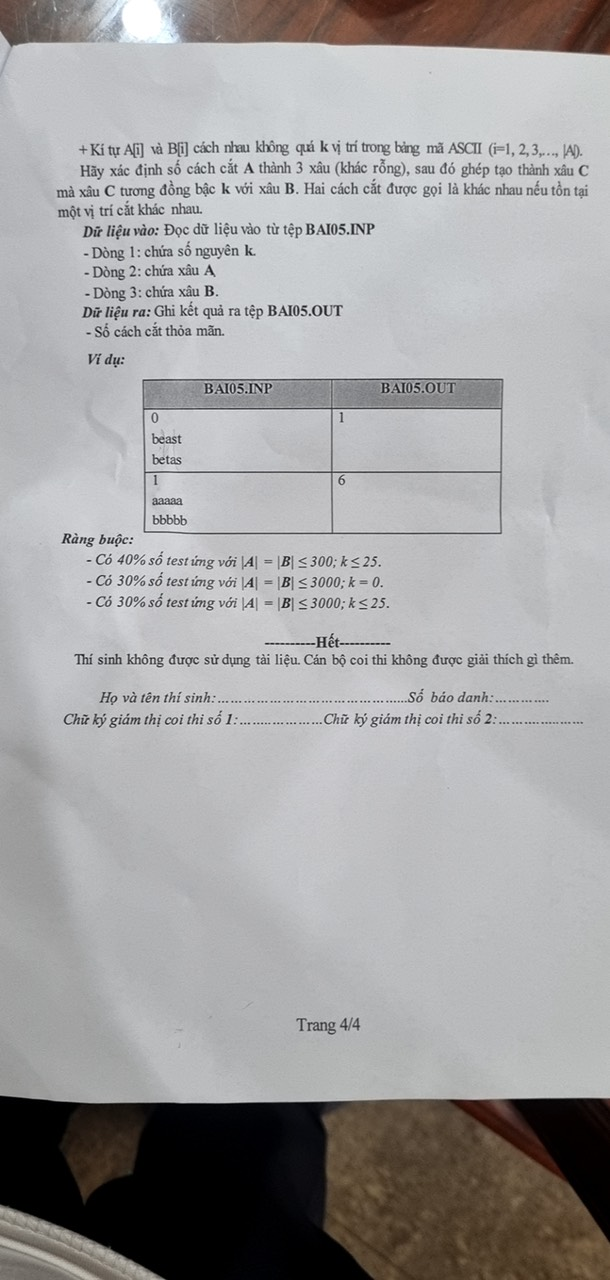 + Kí tự A[i] và B[i] cách nhau không quá k vị trí trong bảng mã ASCII (i=1, 2, 3,…, |A|).
Hãy xác định số cách cắt A thành 3 xâu (khác rỗng), sau đó ghép tạo thành xâu C
mà xâu C tương đồng bậc k với xâu B. Hai cách cắt được gọi là khác nhau nếu tồn tại
một vị trí cắt khác nhau.
Dữ liệu vào: Đọc dữ liệu vào từ tệp BAI05.INP
- Dòng 1: chứa số nguyên k.
- Dòng 2: chứa xâu A
- Dòng 3: chứa xâu B.
Dữ liệu ra: Ghi kết quả ra tệp BAI05.OUT
- Số cách cắt thỏa mãn.
Ví dụ:
BAI05.INP BAI05.OUT
0 1
beast
betas
1 6
aaaaa
bbbbb
Ràng buộc:
- Có 40% số test ứng với |A| = |B| ≤ 300; k ≤ 25.
- Có 30% số test ứng với |A| = |B| ≤ 3000; k = 0.
- Có 30% số test ứng với |A| = |B| ≤ 3000; k ≤ 25.
----------Hết----------
Thí sinh không được sử dụng tài liệu. Cán bộ coi thi không được giải thích gì thêm.
Họ và tên thí sinh:……………………………………Số báo danh:…………
Chữ ký giám thị coi thi số 1:………………Chữ ký giám thị coi thi số 2:………………
Trang 4/4